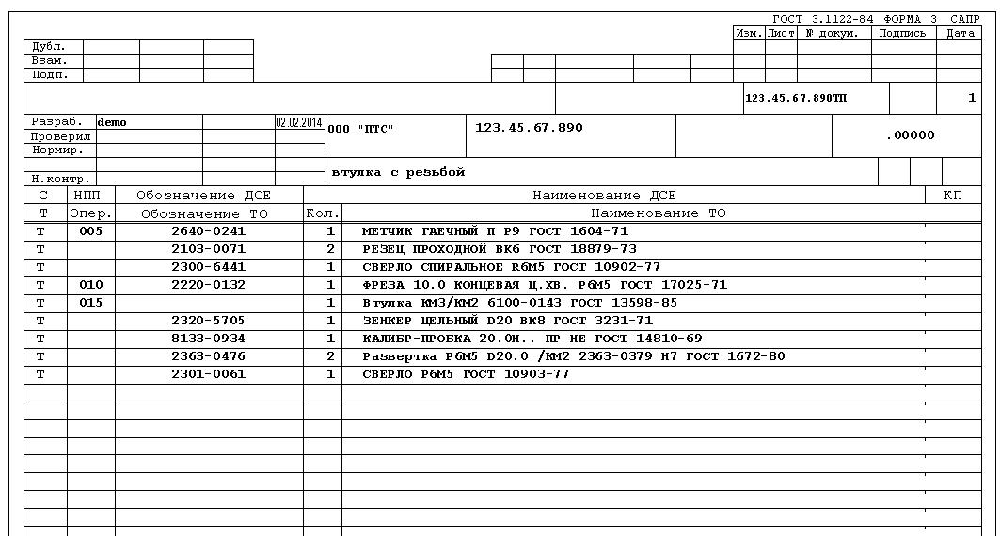 ГОСТ 3.1122-84 ФОРМА 3 САПР
Изм. Лист № докум. Подпись Дата
Дубл.
Взам.
Подп.
123.45.67.890ТП 1
Разраб. demo 02.02.2014 ООО "ПТС" 123.45.67.890 .00000
Проверил
Нормир.
втулка с резьбой
Н.контр.
С НПП Обозначение ДСЕ Наименование ДСЕ КП
Т Опер. Обозначение ТО Кол. Наименование ТО
Т 005 2640-0241 1 МЕТЧИК ГАЕЧНЫЙ П Р9 ГОСТ 1604-71
Т 2103-0071 2 РЕЗЕЦ ПРОХОДНОЙ ВК6 ГОСТ 18879-73
Т 2300-6441 1 СВЕРЛО СПИРАЛЬНОЕ R6M5 ГОСТ 10902-77
Т 010 2220-0132 1 ФРЕЗА 10.0 КОНЦЕВАЯ Ц.ХВ. Р6М5 ГОСТ 17025-71
Т 015 1 Втулка КМ3/КМ2 6100-0143 ГОСТ 13598-85
Т 2320-5705 1 ЗЕНКЕР ЦЕЛЬНЫЙ D20 ВК8 ГОСТ 3231-71
Т 8133-0934 1 КАЛИБР-ПРОБКА 20.0H.. ПР НЕ ГОСТ 14810-69
Т 2363-0476 2 Развертка Р6М5 D20.0 /КМ2 2363-0379 Н7 ГОСТ 1672-80
Т 2301-0061 1 СВЕРЛО Р6М5 ГОСТ 10903-77